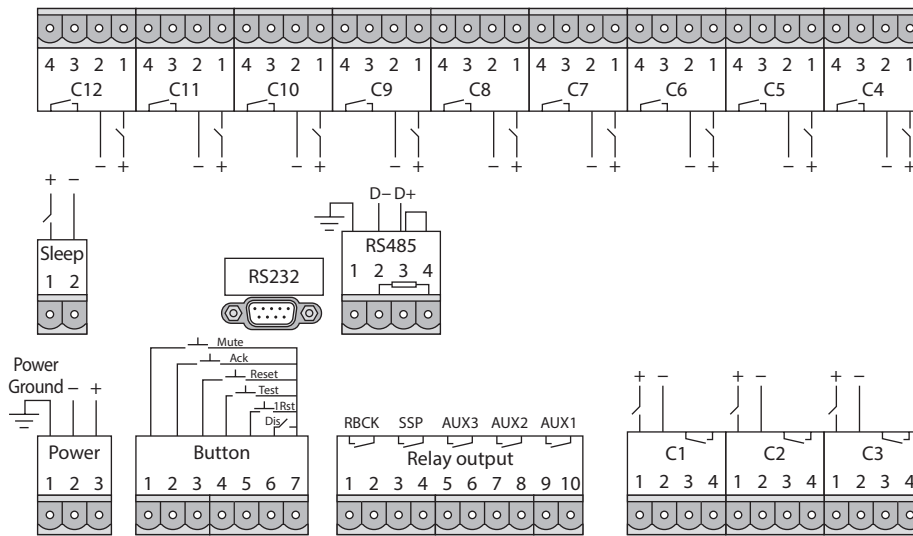 4 3 2 1 4 3 2 1 4 3 2 1 4 3 2 1 4 3 2 1 4 3 2 1 4 3 2 1 4 3 2 1 4 3 2 1
C12 C11 C10 C9 C8 C7 C6 C5 C4
− + − + − + − + − + − + − + − + − +
+ −
Sleep
1 2
RS232
D− D+
RS485
1 2 3 4
Power
Ground
− +
Power
1 2 3
Mute
Ack
Reset
Test
1Rst
Dis
Button
1 2 3 4 5 6 7
RBCK SSP AUX3 AUX2 AUX1
Relay output
1 2 3 4 5 6 7 8 9 10
+ − + − + −
C1 C2 C3
1 2 3 4 1 2 3 4 1 2 3 4